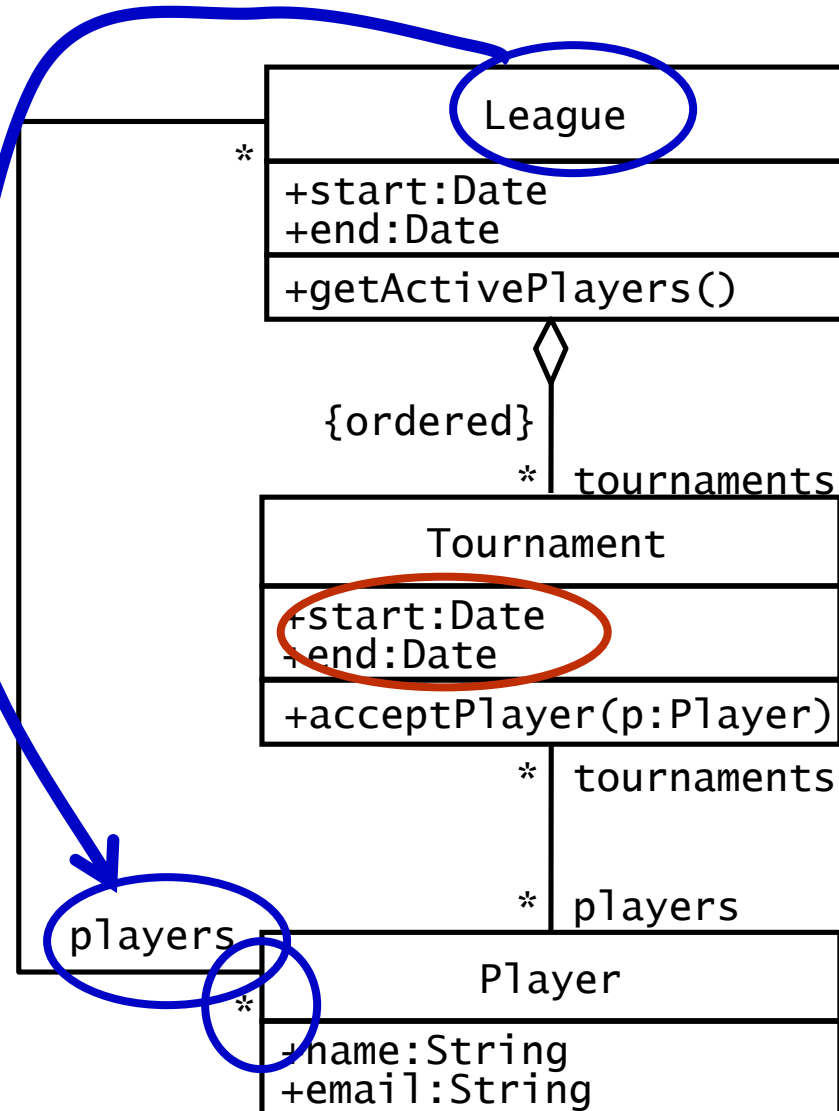 League
*
+start:Date
+end:Date
+getActivePlayers()
{ordered}
* tournaments
Tournament
+start:Date
+end:Date
+acceptPlayer(p:Player)
* tournaments
* players
players
*
Player
+name:String
+email:String